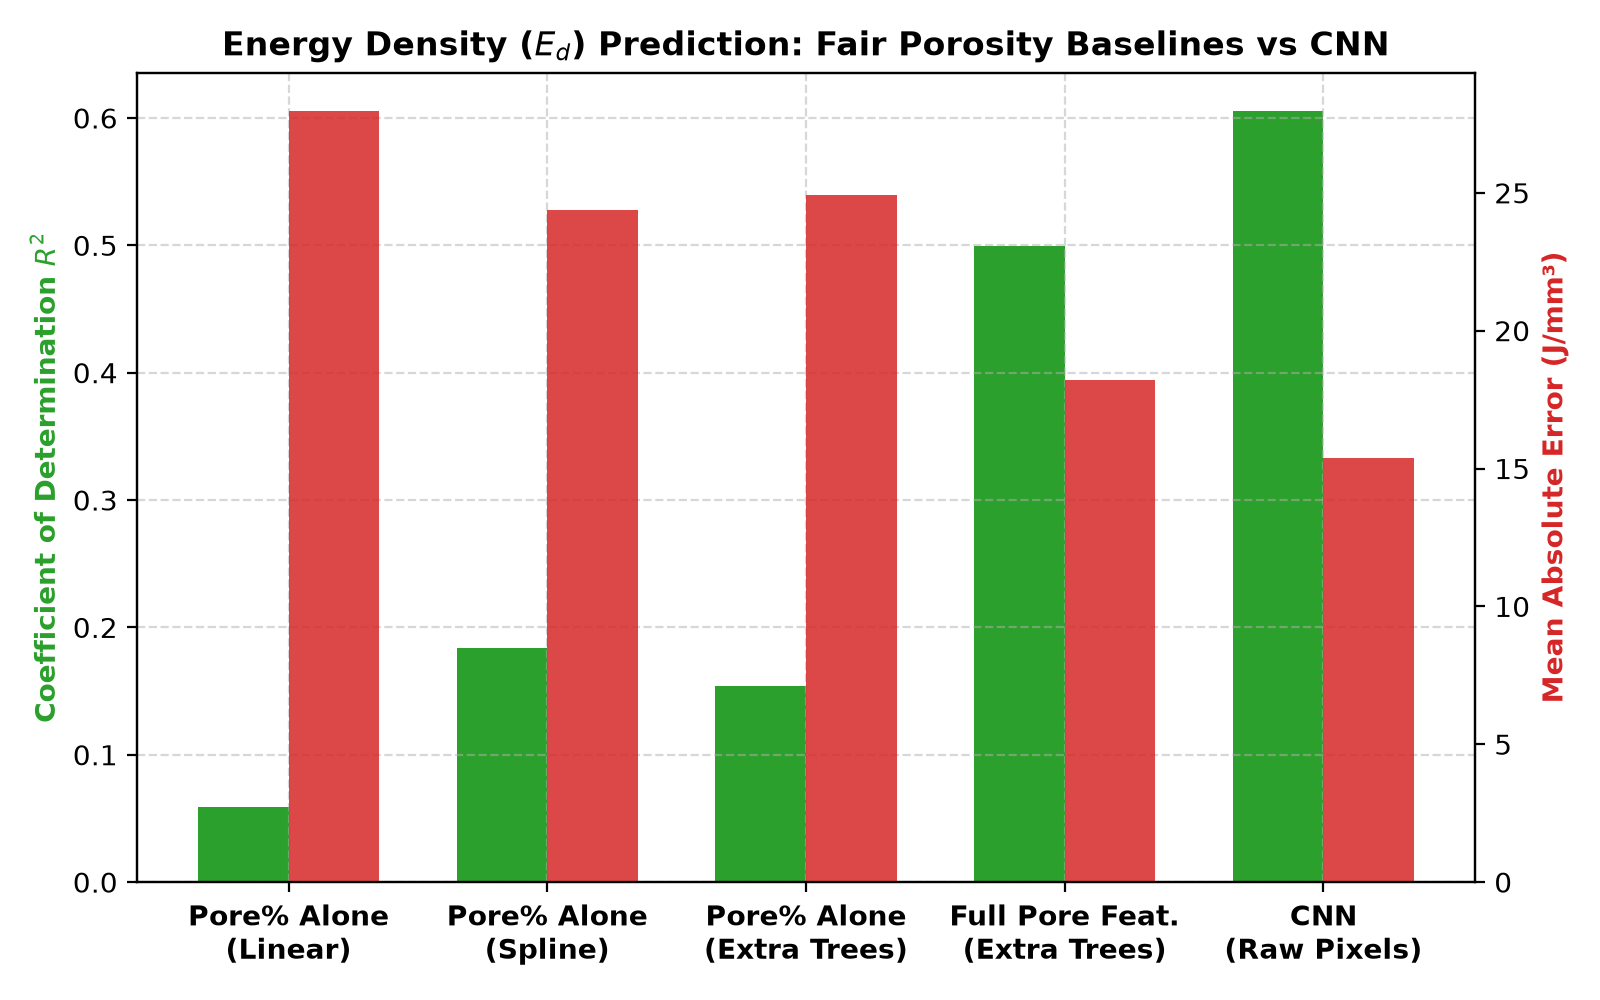 Energy Density (E_d) Prediction: Fair Porosity Baselines vs CNN
Coefficient of Determination R²
0.6
0.5
0.4
0.3
0.2
0.1
0.0
25
20
15
10
5
0
Mean Absolute Error (J/mm³)
Pore% Alone
(Linear)
Pore% Alone
(Spline)
Pore% Alone
(Extra Trees)
Full Pore Feat.
(Extra Trees)
CNN
(Raw Pixels)